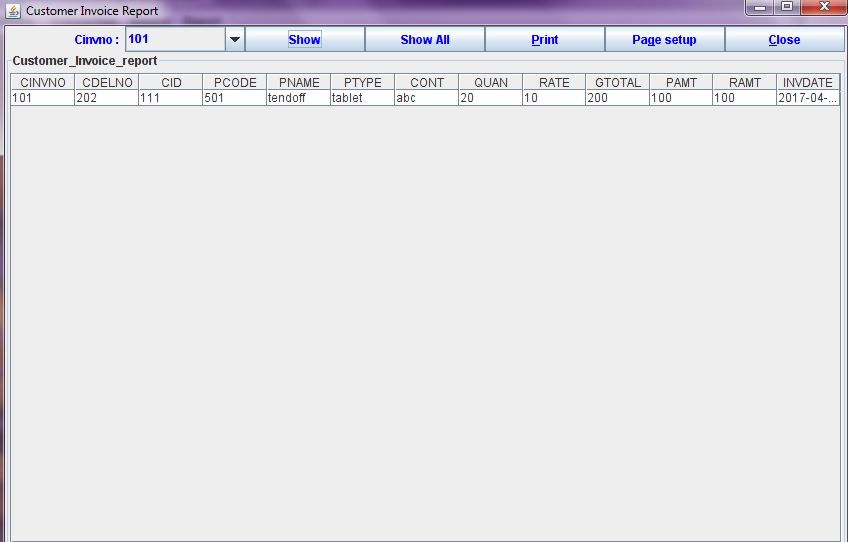 Customer Invoice Report
Cinvno : 101 Show Show All Print Page setup Close
Customer_Invoice_report
CINVNO CDELNO CID PCODE PNAME PTYPE CONT QUAN RATE GTOTAL PAMT RAMT INVDATE
101 202 111 501 tendoff tablet abc 20 10 200 100 100 2017-04-...